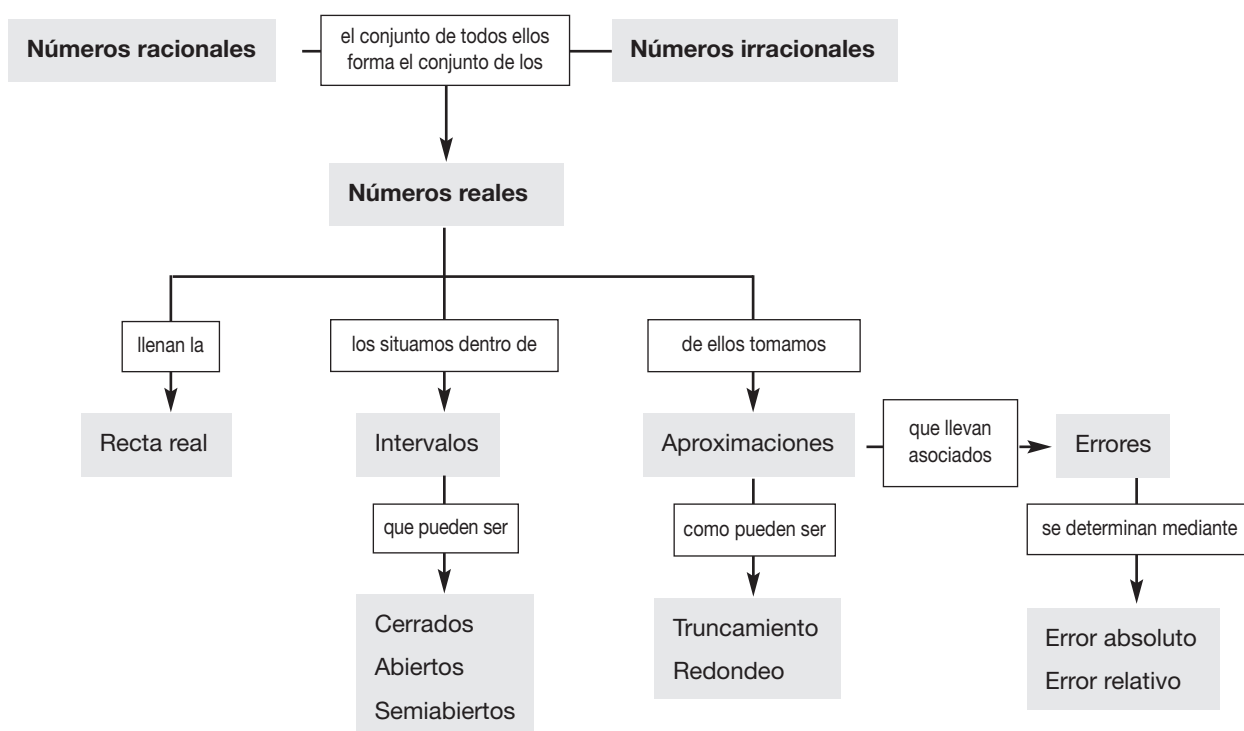 Números racionales
el conjunto de todos ellos
forma el conjunto de los
Números irracionales
Números reales
llenan la
los situamos dentro de
de ellos tomamos
Recta real
Intervalos
Aproximaciones
que llevan
asociados
Errores
que pueden ser
como pueden ser
se determinan mediante
Cerrados
Abiertos
Semiabiertos
Truncamiento
Redondeo
Error absoluto
Error relativo